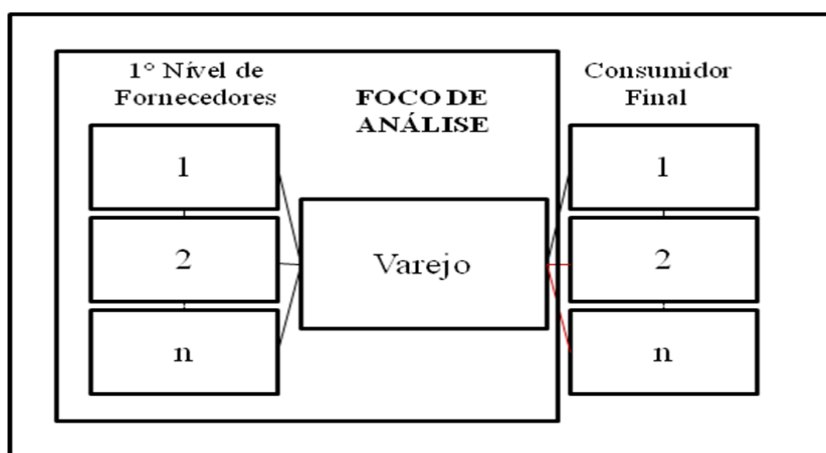 1° Nível de
Fornecedores
FOCO DE
ANÁLISE
Consumidor
Final
1
2
n
Varejo
1
2
n